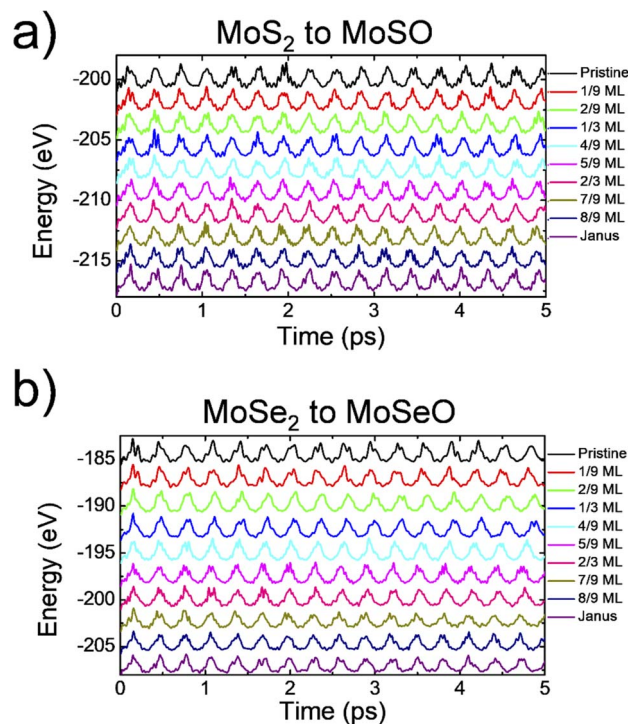 a)
MoS₂ to MoSO
Energy (eV)
-200
-205
-210
-215
0 1 2 3 4 5
Time (ps)
Pristine
1/9 ML
2/9 ML
1/3 ML
4/9 ML
5/9 ML
2/3 ML
7/9 ML
8/9 ML
Janus
b)
MoSe₂ to MoSeO
Energy (eV)
-185
-190
-195
-200
-205
0 1 2 3 4 5
Time (ps)
Pristine
1/9 ML
2/9 ML
1/3 ML
4/9 ML
5/9 ML
2/3 ML
7/9 ML
8/9 ML
Janus